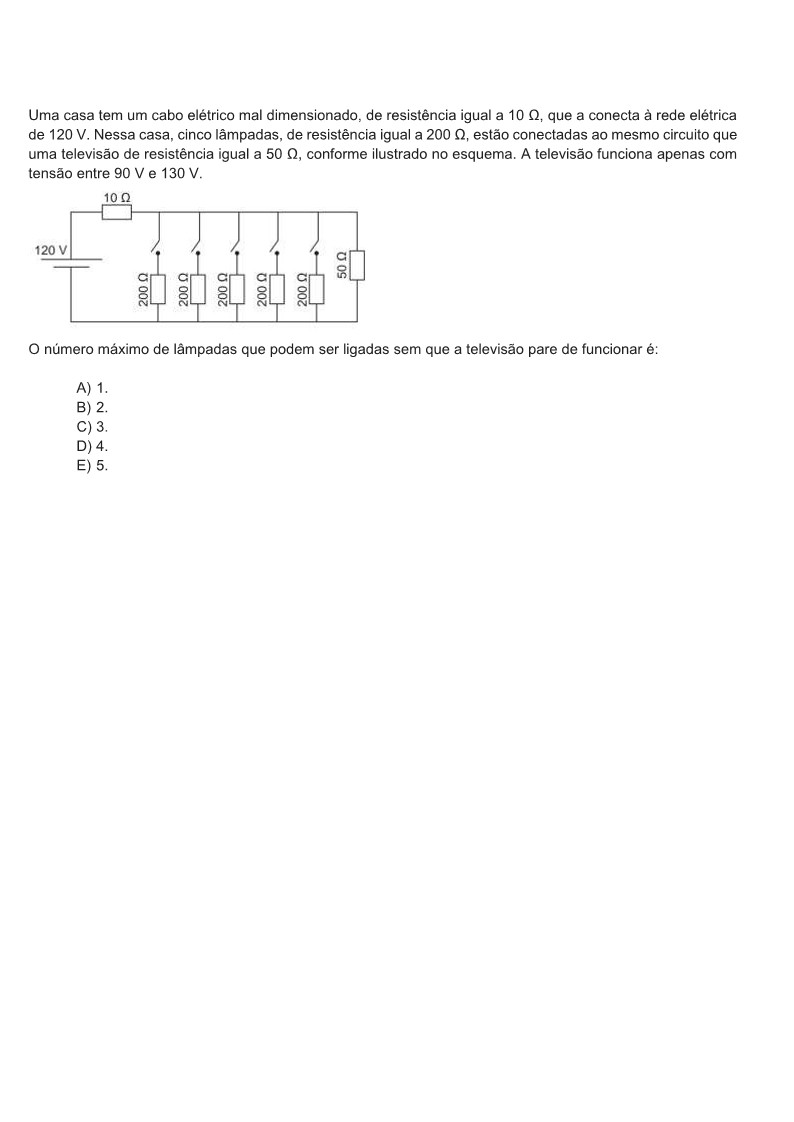 Uma casa tem um cabo elétrico mal dimensionado, de resistência igual a 10 Ω, que a conecta à rede elétrica
de 120 V. Nessa casa, cinco lâmpadas, de resistência igual a 200 Ω, estão conectadas ao mesmo circuito que
uma televisão de resistência igual a 50 Ω, conforme ilustrado no esquema. A televisão funciona apenas com
tensão entre 90 V e 130 V.
10 Ω
120 V
200 Ω
200 Ω
200 Ω
200 Ω
200 Ω
50 Ω
O número máximo de lâmpadas que podem ser ligadas sem que a televisão pare de funcionar é:
A) 1.
B) 2.
C) 3.
D) 4.
E) 5.